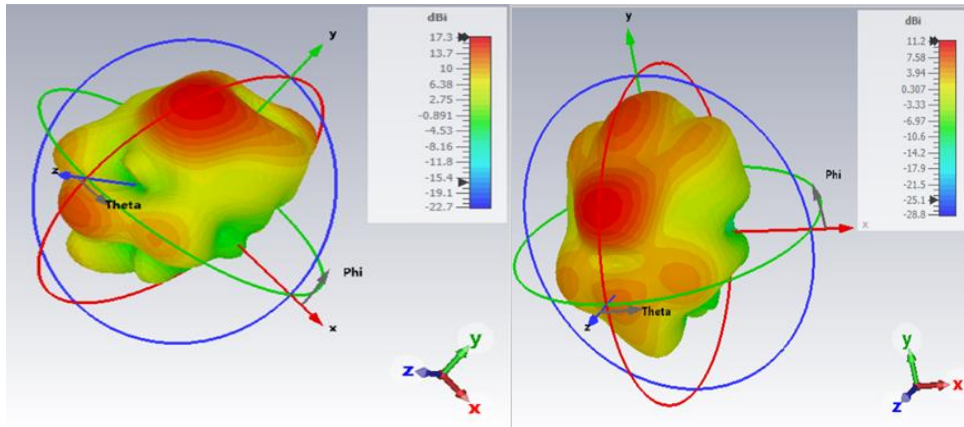 dBi
17.3
13.7
10
6.38
2.75
-0.891
-4.53
-8.16
-11.8
-15.4
-19.1
-22.7
y
z
Theta
Phi
x
y
z
x
dBi
11.2
7.58
3.94
0.307
-3.33
-6.97
-10.6
-14.2
-17.9
-21.5
-25.1
-28.8
y
Phi
x
Theta
z
y
x
z